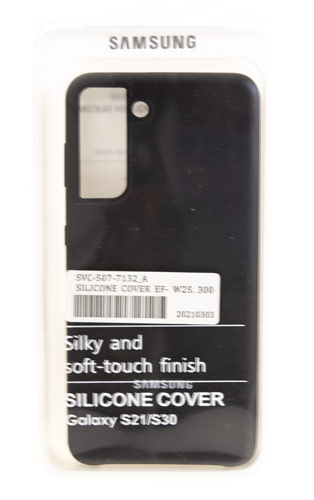 SAMSUNG
SVC-S07-7132_A
SILICONE COVER EF- W25.300
20210303
Silky and
soft-touch finish
SAMSUNG
SILICONE COVER
Galaxy S21/S30